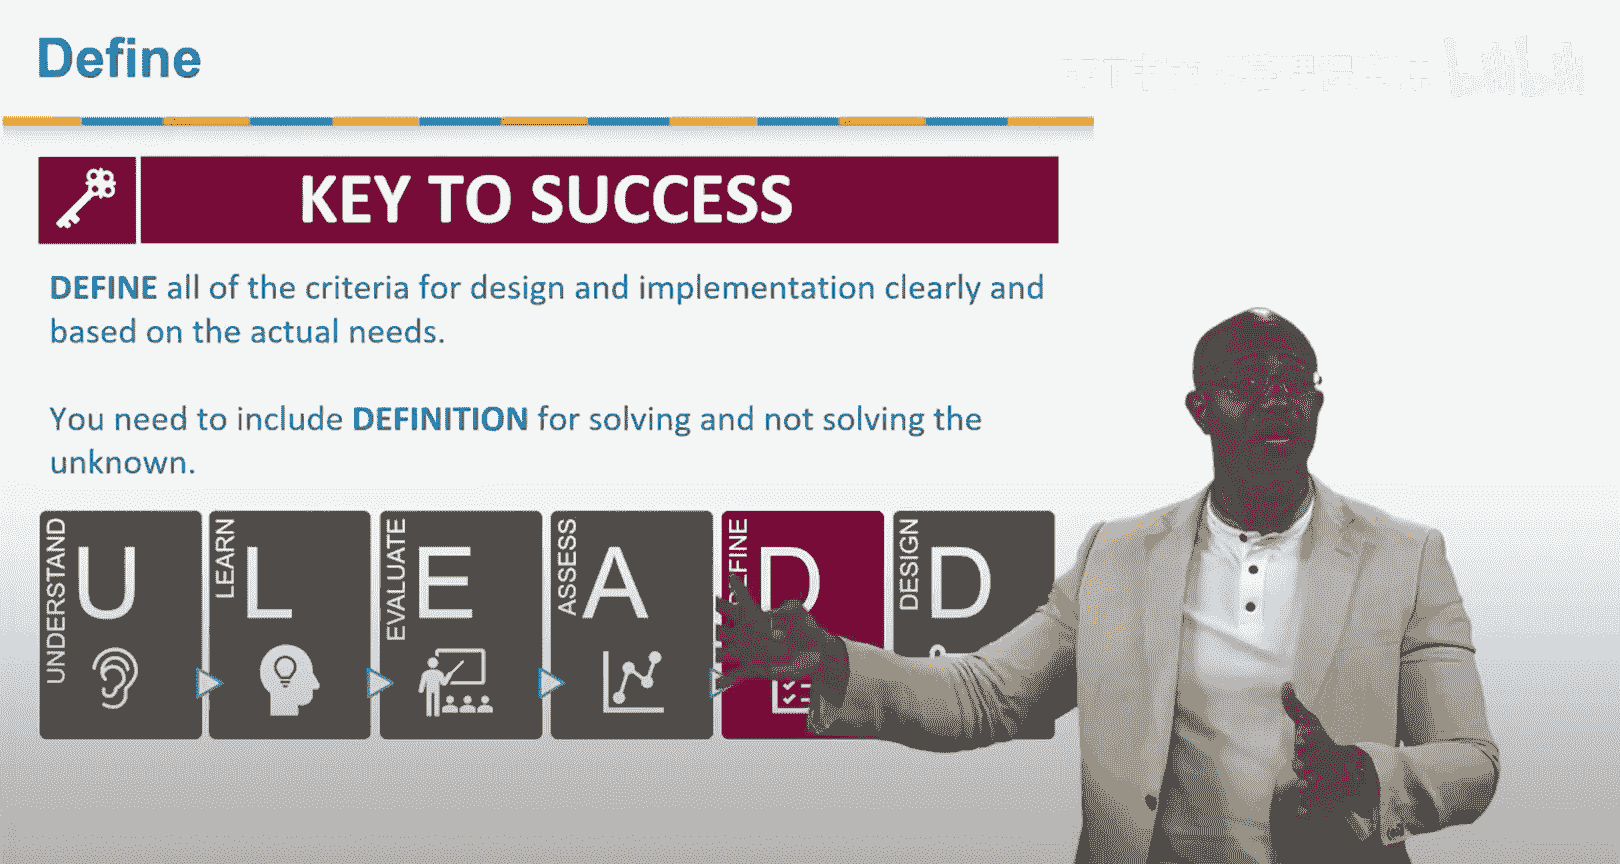 Define
KEY TO SUCCESS
DEFINE all of the criteria for design and implementation clearly and
based on the actual needs.
You need to include DEFINITION for solving and not solving the
unknown.
UNDERSTAND
U
LEARN
L
EVALUATE
E
ASSESS
A
D
DESIGN
D
bilibili